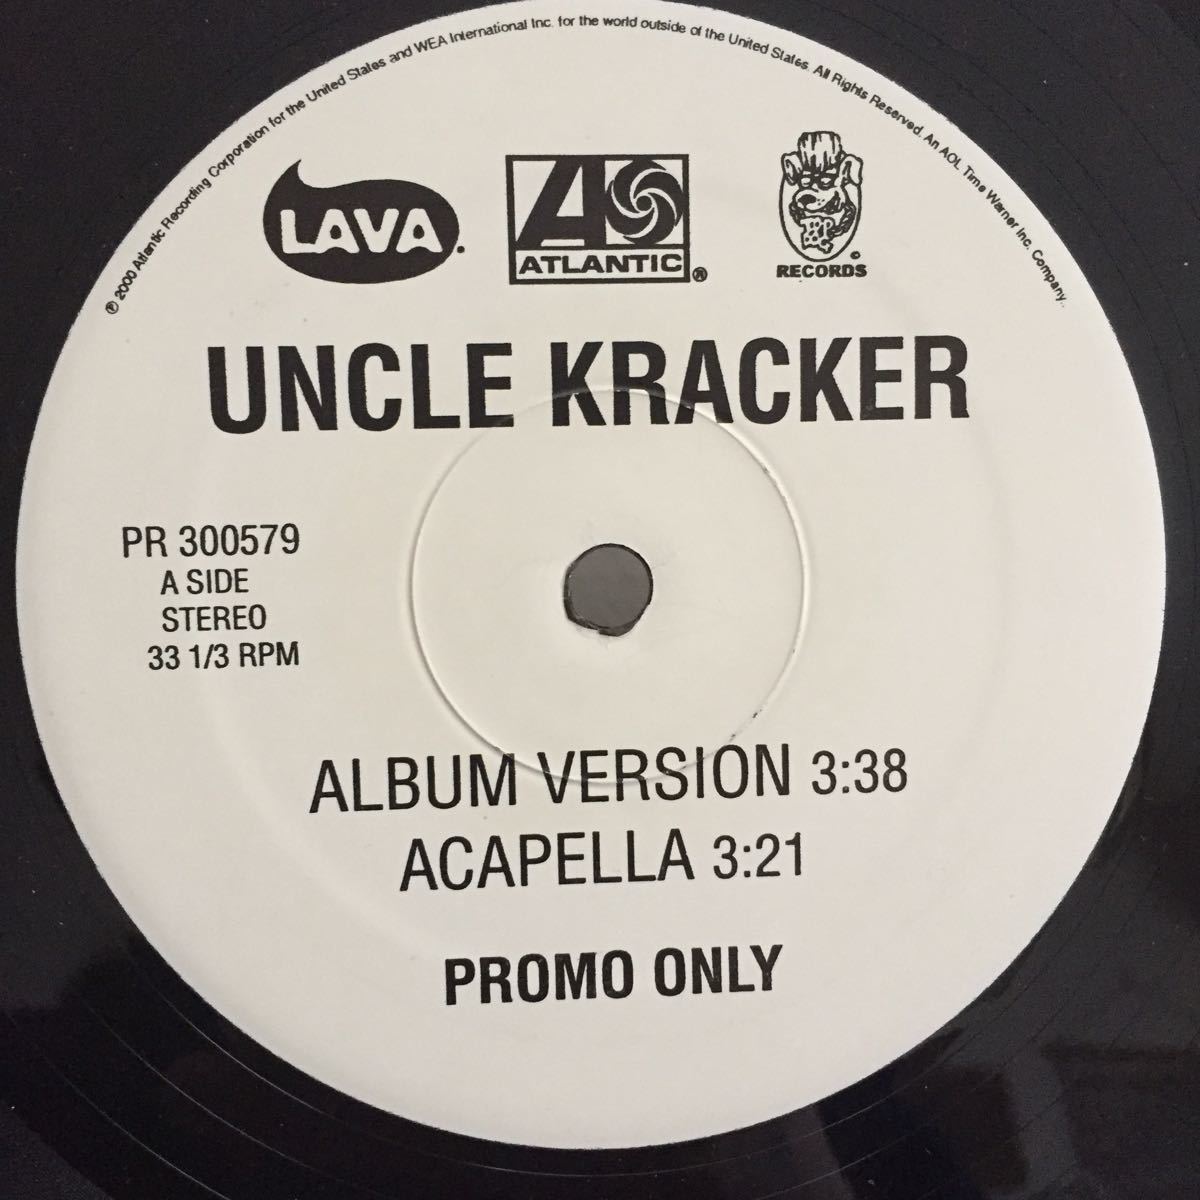 ℗ 2000 Atlantic Recording Corporation for the United States and WEA International Inc. for the world outside of the United States. All Rights Reserved. An AOL Time Warner Inc. Company.
LAVA.
ATLANTIC®
©
RECORDS
UNCLE KRACKER
PR 300579
A SIDE
STEREO
33 1/3 RPM
ALBUM VERSION 3:38
ACAPELLA 3:21
PROMO ONLY